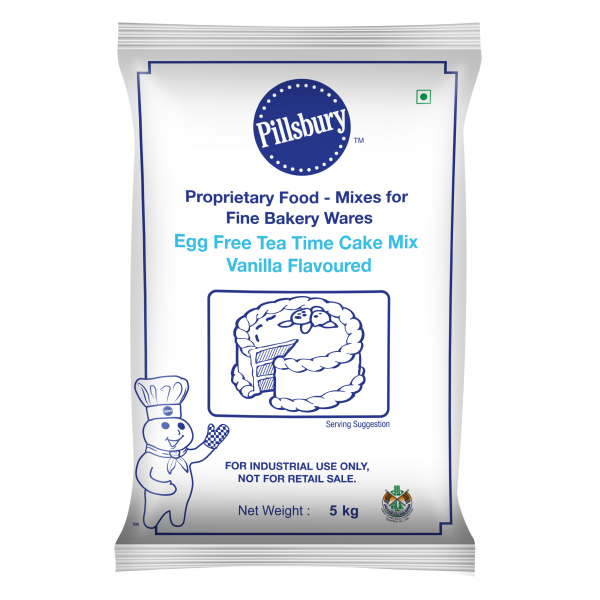 Pillsbury
TM
Proprietary Food - Mixes for
Fine Bakery Wares
Egg Free Tea Time Cake Mix
Vanilla Flavoured
Serving Suggestion
FOR INDUSTRIAL USE ONLY,
NOT FOR RETAIL SALE.
Net Weight : 5 kg
TM